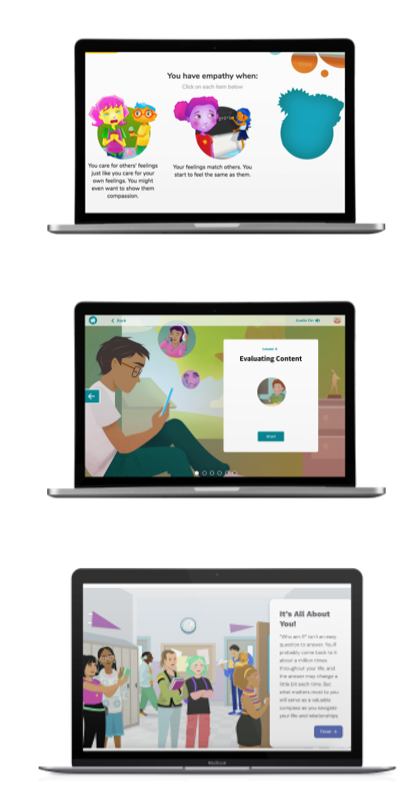 You have empathy when:
Click on each item below
You care for others' feelings
just like you care for your
own feelings. You might
even want to show them
compassion.
Your feelings match others. You
start to feel the same as them.
Back
Audio On
Lesson
Evaluating Content
Start
It's All About
You!
"Who am I?" isn't an easy
question to answer. You'll
probably come back to it
about a million times
throughout your life, and
the answer may change a
little bit each time. But
what matters most to you
will serve as a valuable
compass as you navigate
your life and relationships.
MacBook